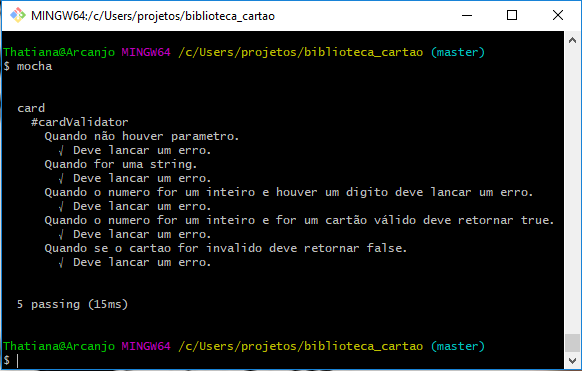 MINGW64:/c/Users/projetos/biblioteca_cartao
Thatiana@Arcanjo MINGW64 /c/Users/projetos/biblioteca_cartao (master)
$ mocha
card
#cardValidator
Quando não houver parametro.
√ Deve lancar um erro.
Quando for uma string.
√ Deve lancar um erro.
Quando o numero for um inteiro e houver um digito deve lancar um erro.
√ Deve lancar um erro.
Quando o numero for um inteiro e for um cartão válido deve retornar true.
√ Deve lancar um erro.
Quando se o cartao for invalido deve retornar false.
√ Deve lancar um erro.
5 passing (15ms)
Thatiana@Arcanjo MINGW64 /c/Users/projetos/biblioteca_cartao (master)
$